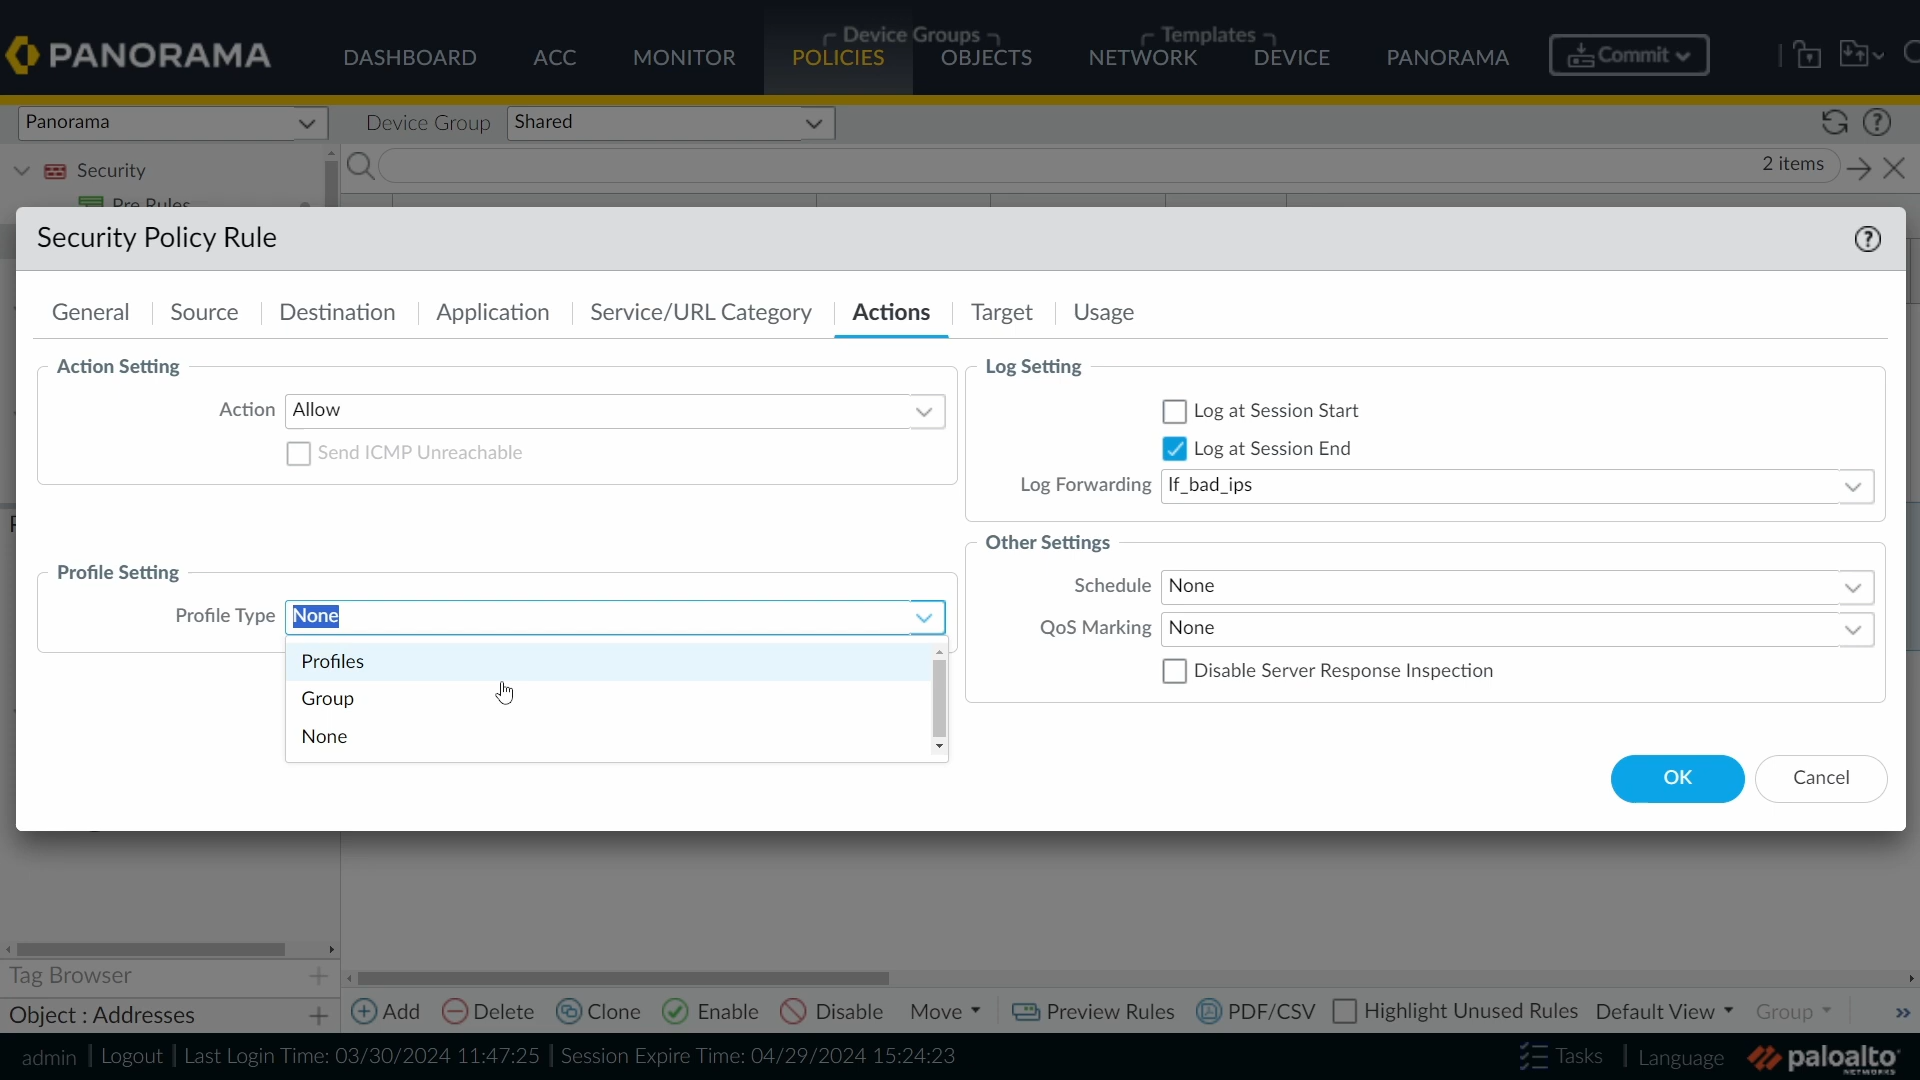 Device Groups
Templates
PANORAMA
DASHBOARD
ACC
MONITOR
POLICIES
OBJECTS
NETWORK
DEVICE
PANORAMA
Commit
Panorama
Device Group
Shared
Security
2 items
Pre Rules
Security Policy Rule
General
Source
Destination
Application
Service/URL Category
Actions
Target
Usage
Action Setting
Action
Allow
Send ICMP Unreachable
Log Setting
Log at Session Start
Log at Session End
Log Forwarding
lf_bad_ips
Profile Setting
Profile Type
None
Profiles
Group
None
Other Settings
Schedule
None
QoS Marking
None
Disable Server Response Inspection
OK
Cancel
Tag Browser
Object : Addresses
Add
Delete
Clone
Enable
Disable
Move
Preview Rules
PDF/CSV
Highlight Unused Rules
Default View
Group
admin | Logout | Last Login Time: 03/30/2024 11:47:25 | Session Expire Time: 04/29/2024 15:24:23
Tasks | Language
paloalto
NETWORKS